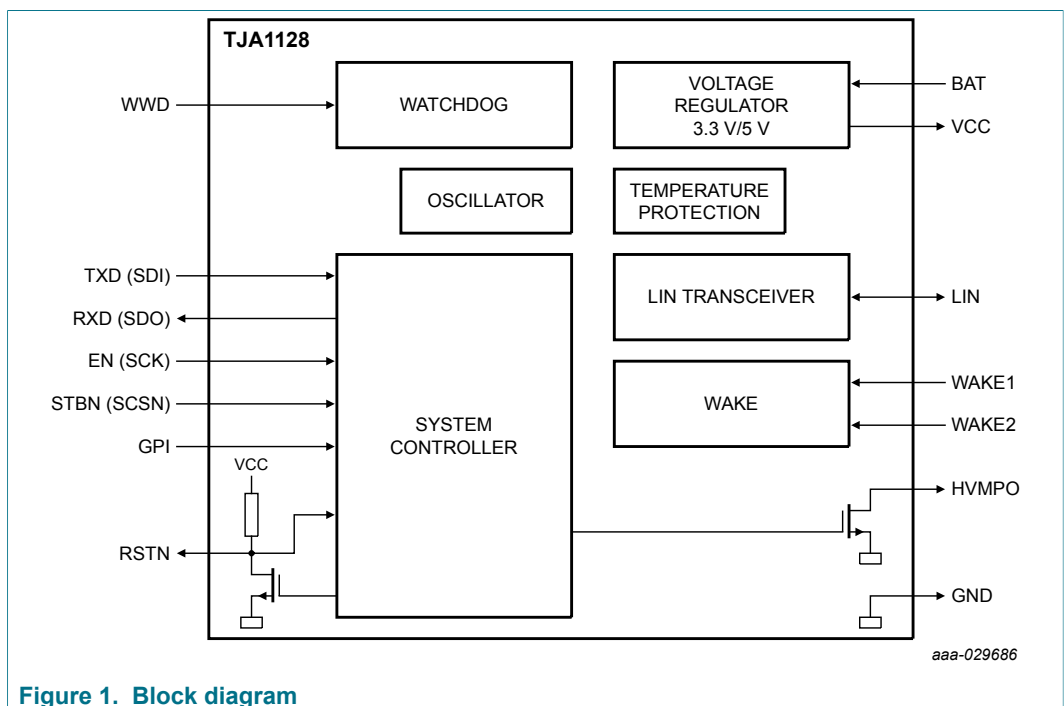 TJA1128
WWD
WATCHDOG
VOLTAGE
REGULATOR
3.3 V/5 V
BAT
VCC
OSCILLATOR
TEMPERATURE
PROTECTION
TXD (SDI)
RXD (SDO)
EN (SCK)
STBN (SCSN)
GPI
VCC
RSTN
SYSTEM
CONTROLLER
LIN TRANSCEIVER
LIN
WAKE
WAKE1
WAKE2
HVMPO
GND
aaa-029686
Figure 1. Block diagram